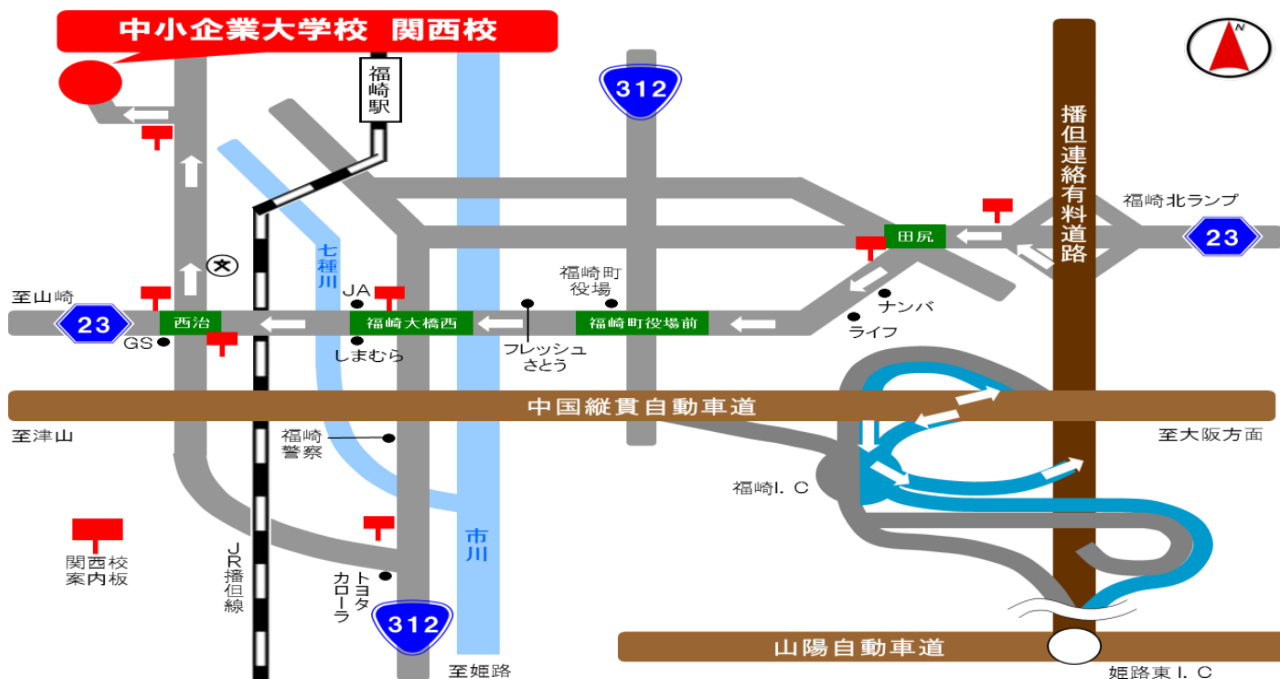 中小企業大学校 関西校
N
福崎駅
312
播但連絡有料道路
福崎北ランプ
23
田尻
七種川
福崎町
役場
JA
ナンバ
ライフ
至山崎
23
西治
福崎大橋西
福崎町役場前
GS
しまむら
フレッシュ
さとう
中国縦貫自動車道
至津山
福崎
警察
至大阪方面
福崎I.C
市川
関西校
案内板
JR播但線
トヨタ
カローラ
312
至姫路
山陽自動車道
姫路東I.C